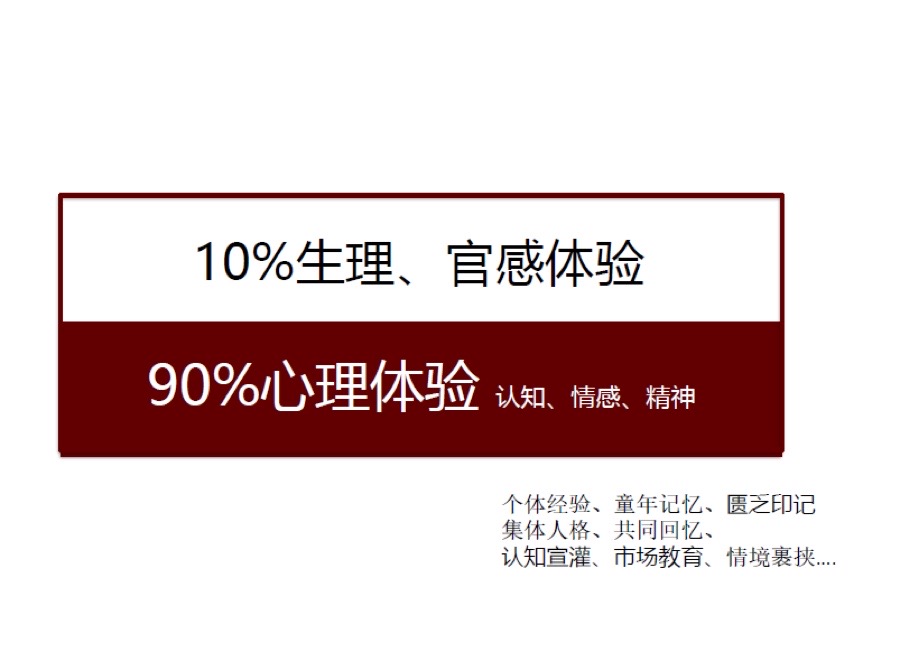 10%生理、官感体验
90%心理体验 认知、情感、精神
个体经验、童年记忆、匮乏印记
集体人格、共同回忆、
认知宣灌、市场教育、情境裹挟....